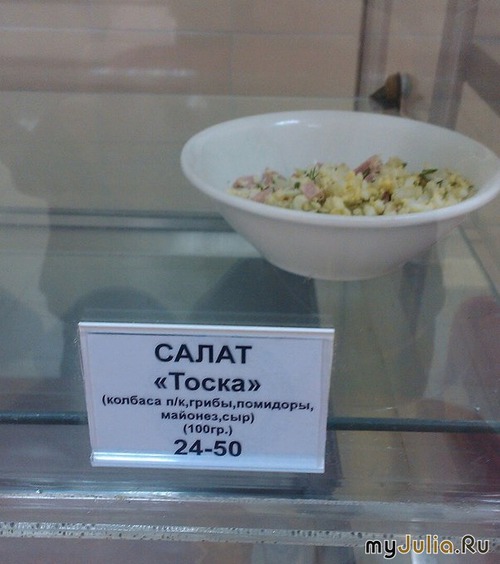 САЛАТ
«Тоска»
(колбаса п/к,грибы,помидоры,
майонез,сыр)
(100гр.)
24-50
myJulia.Ru